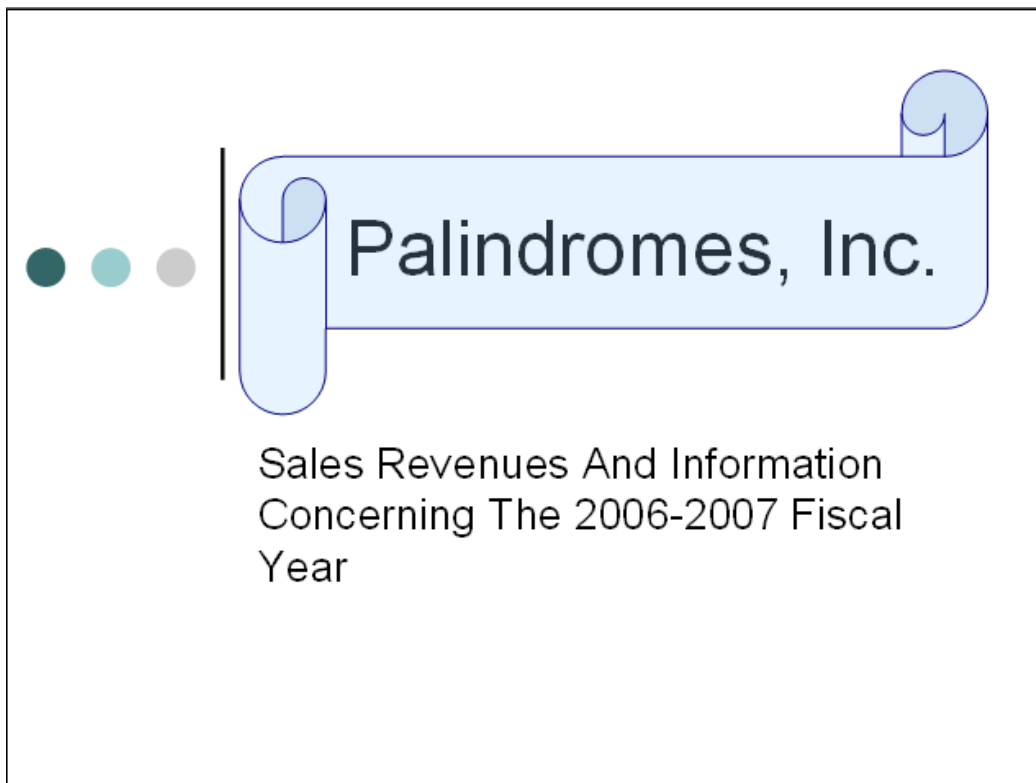 Palindromes, Inc.
Sales Revenues And Information
Concerning The 2006-2007 Fiscal
Year